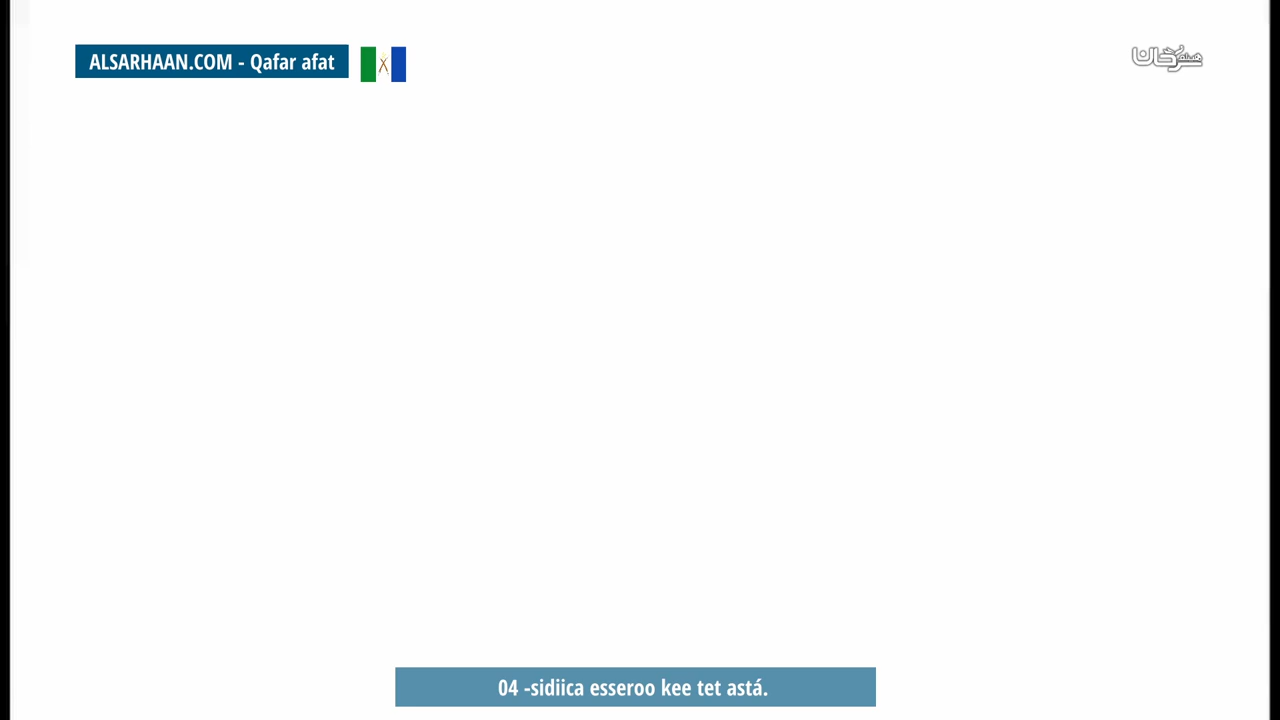 ALSARHAAN.COM - Qafar afat
04 -sidiica esseroo kee tet astá.